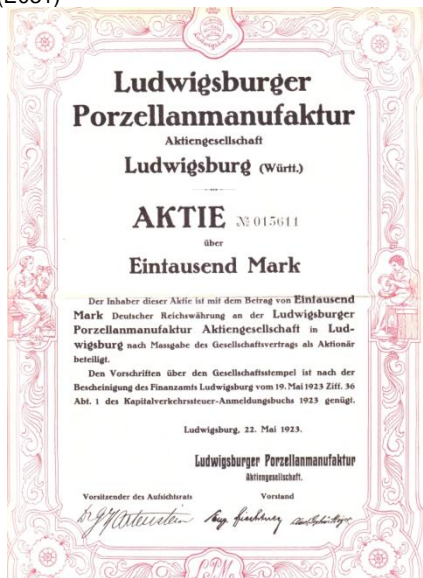 Ludwigsburg
Ludwigsburger
Porzellanmanufaktur
Aktiengesellschaft
Ludwigsburg (Württ.)
AKTIE № 015611
über
Eintausend Mark
Der Inhaber dieser Aktie ist mit dem Betrag von Eintausend
Mark Deutscher Reichswährung an der Ludwigsburger
Porzellanmanufaktur Aktiengesellschaft in Lud-
wigsburg nach Massgabe des Gesellschaftsvertrags als Aktionär
beteiligt.
Den Vorschriften über den Gesellschaftsstempel ist nach der
Bescheinigung des Finanzamts Ludwigsburg vom 19. Mai 1923 Ziff. 36
Abt. 1 des Kapitalverkehrssteuer-Anmeldungsbuchs 1923 genügt.
Ludwigsburg, 22. Mai 1923.
Ludwigsburger Porzellanmanufaktur
Aktiengesellschaft.
Vorsitzender des Aufsichtsrats Vorstand
L.P.M.